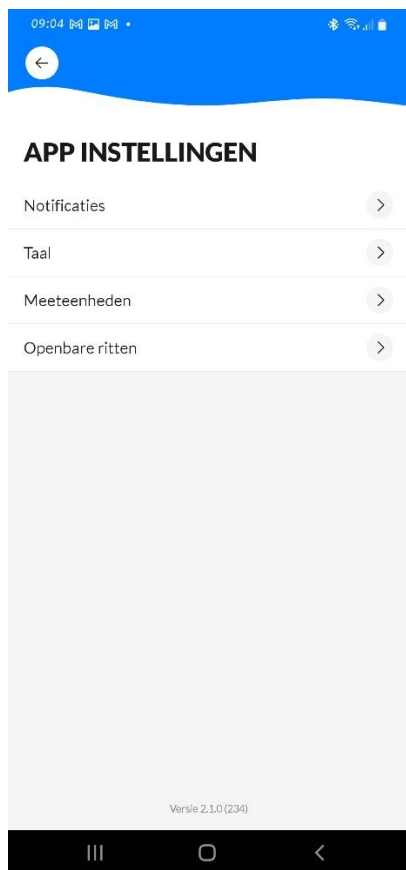 09:04
APP INSTELLINGEN
Notificaties
Taal
Meeteenheden
Openbare ritten
Versie 2.1.0 (234)